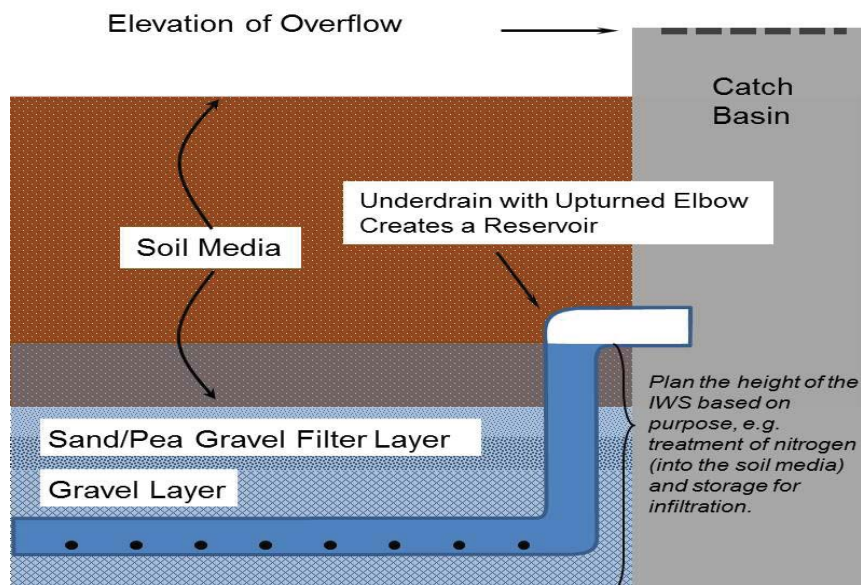 Elevation of Overflow
Catch
Basin
Underdrain with Upturned Elbow
Creates a Reservoir
Soil Media
Plan the height of the
IWS based on
purpose, e.g.
treatment of nitrogen
(into the soil media)
and storage for
infiltration.
Sand/Pea Gravel Filter Layer
Gravel Layer